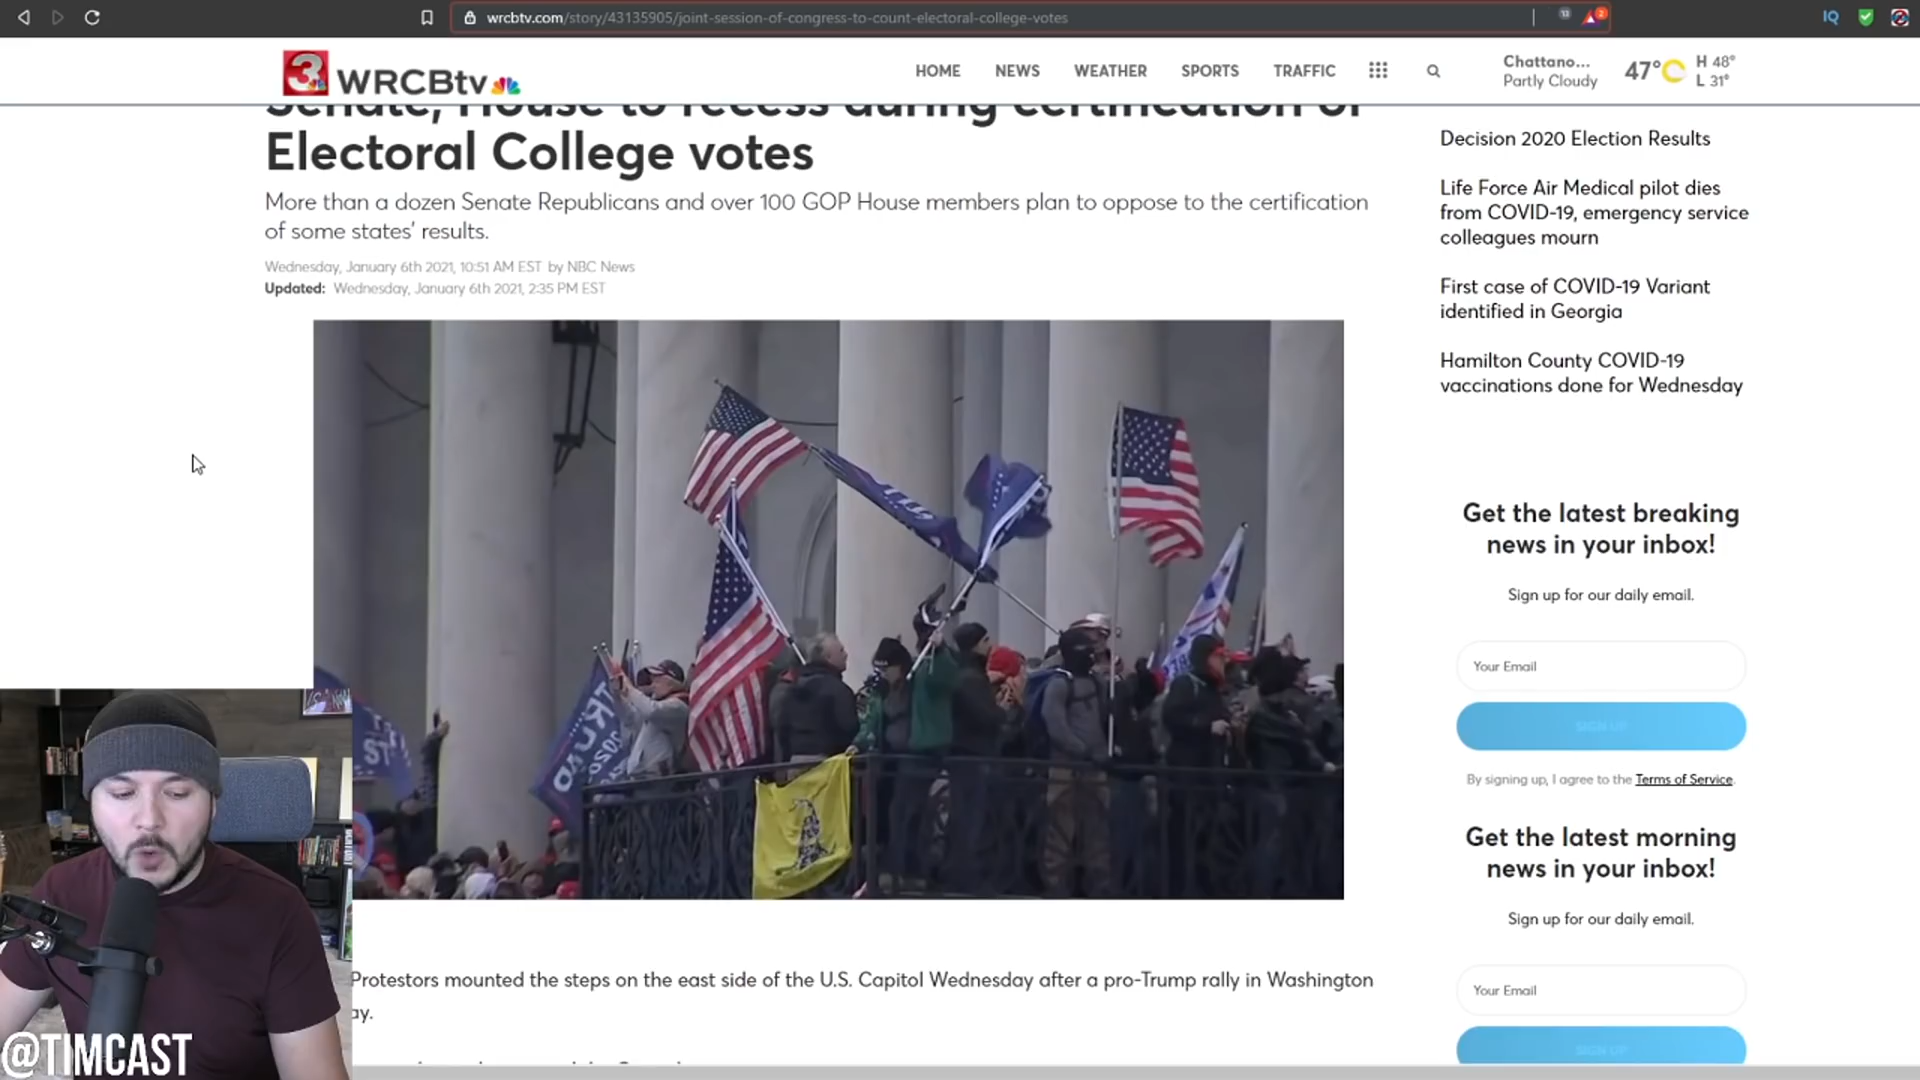 wrcbtv.com/story/43135905/joint-session-of-congress-to-count-electoral-college-votes
IQ
3 WRCBtv
HOME NEWS WEATHER SPORTS TRAFFIC
Chattano...
Partly Cloudy
47°
H 48°
L 31°
Senate, House to recess during certification of
Electoral College votes
More than a dozen Senate Republicans and over 100 GOP House members plan to oppose to the certification
of some states' results.
Wednesday, January 6th 2021, 10:51 AM EST by NBC News
Updated: Wednesday, January 6th 2021, 2:35 PM EST
TRUMP
2020
Protestors mounted the steps on the east side of the U.S. Capitol Wednesday after a pro-Trump rally in Washington
ay.
Decision 2020 Election Results
Life Force Air Medical pilot dies
from COVID-19, emergency service
colleagues mourn
First case of COVID-19 Variant
identified in Georgia
Hamilton County COVID-19
vaccinations done for Wednesday
Get the latest breaking
news in your inbox!
Sign up for our daily email.
Your Email
SIGN UP
By signing up, I agree to the Terms of Service.
Get the latest morning
news in your inbox!
Sign up for our daily email.
Your Email
SIGN UP
@TIMCAST